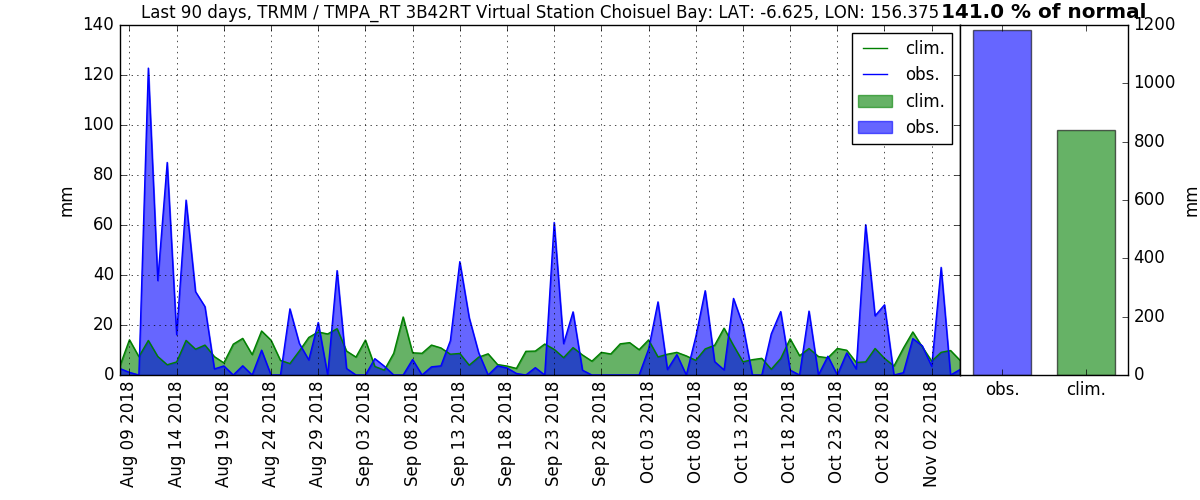 Last 90 days, TRMM / TMPA_RT 3B42RT Virtual Station Choisuel Bay: LAT: -6.625, LON: 156.375
141.0 % of normal
140
120
100
80
60
40
20
0
mm
clim.
obs.
clim.
obs.
Aug 09 2018
Aug 14 2018
Aug 19 2018
Aug 24 2018
Aug 29 2018
Sep 03 2018
Sep 08 2018
Sep 13 2018
Sep 18 2018
Sep 23 2018
Sep 28 2018
Oct 03 2018
Oct 08 2018
Oct 13 2018
Oct 18 2018
Oct 23 2018
Oct 28 2018
Nov 02 2018
1200
1000
800
600
400
200
0
mm
obs.
clim.